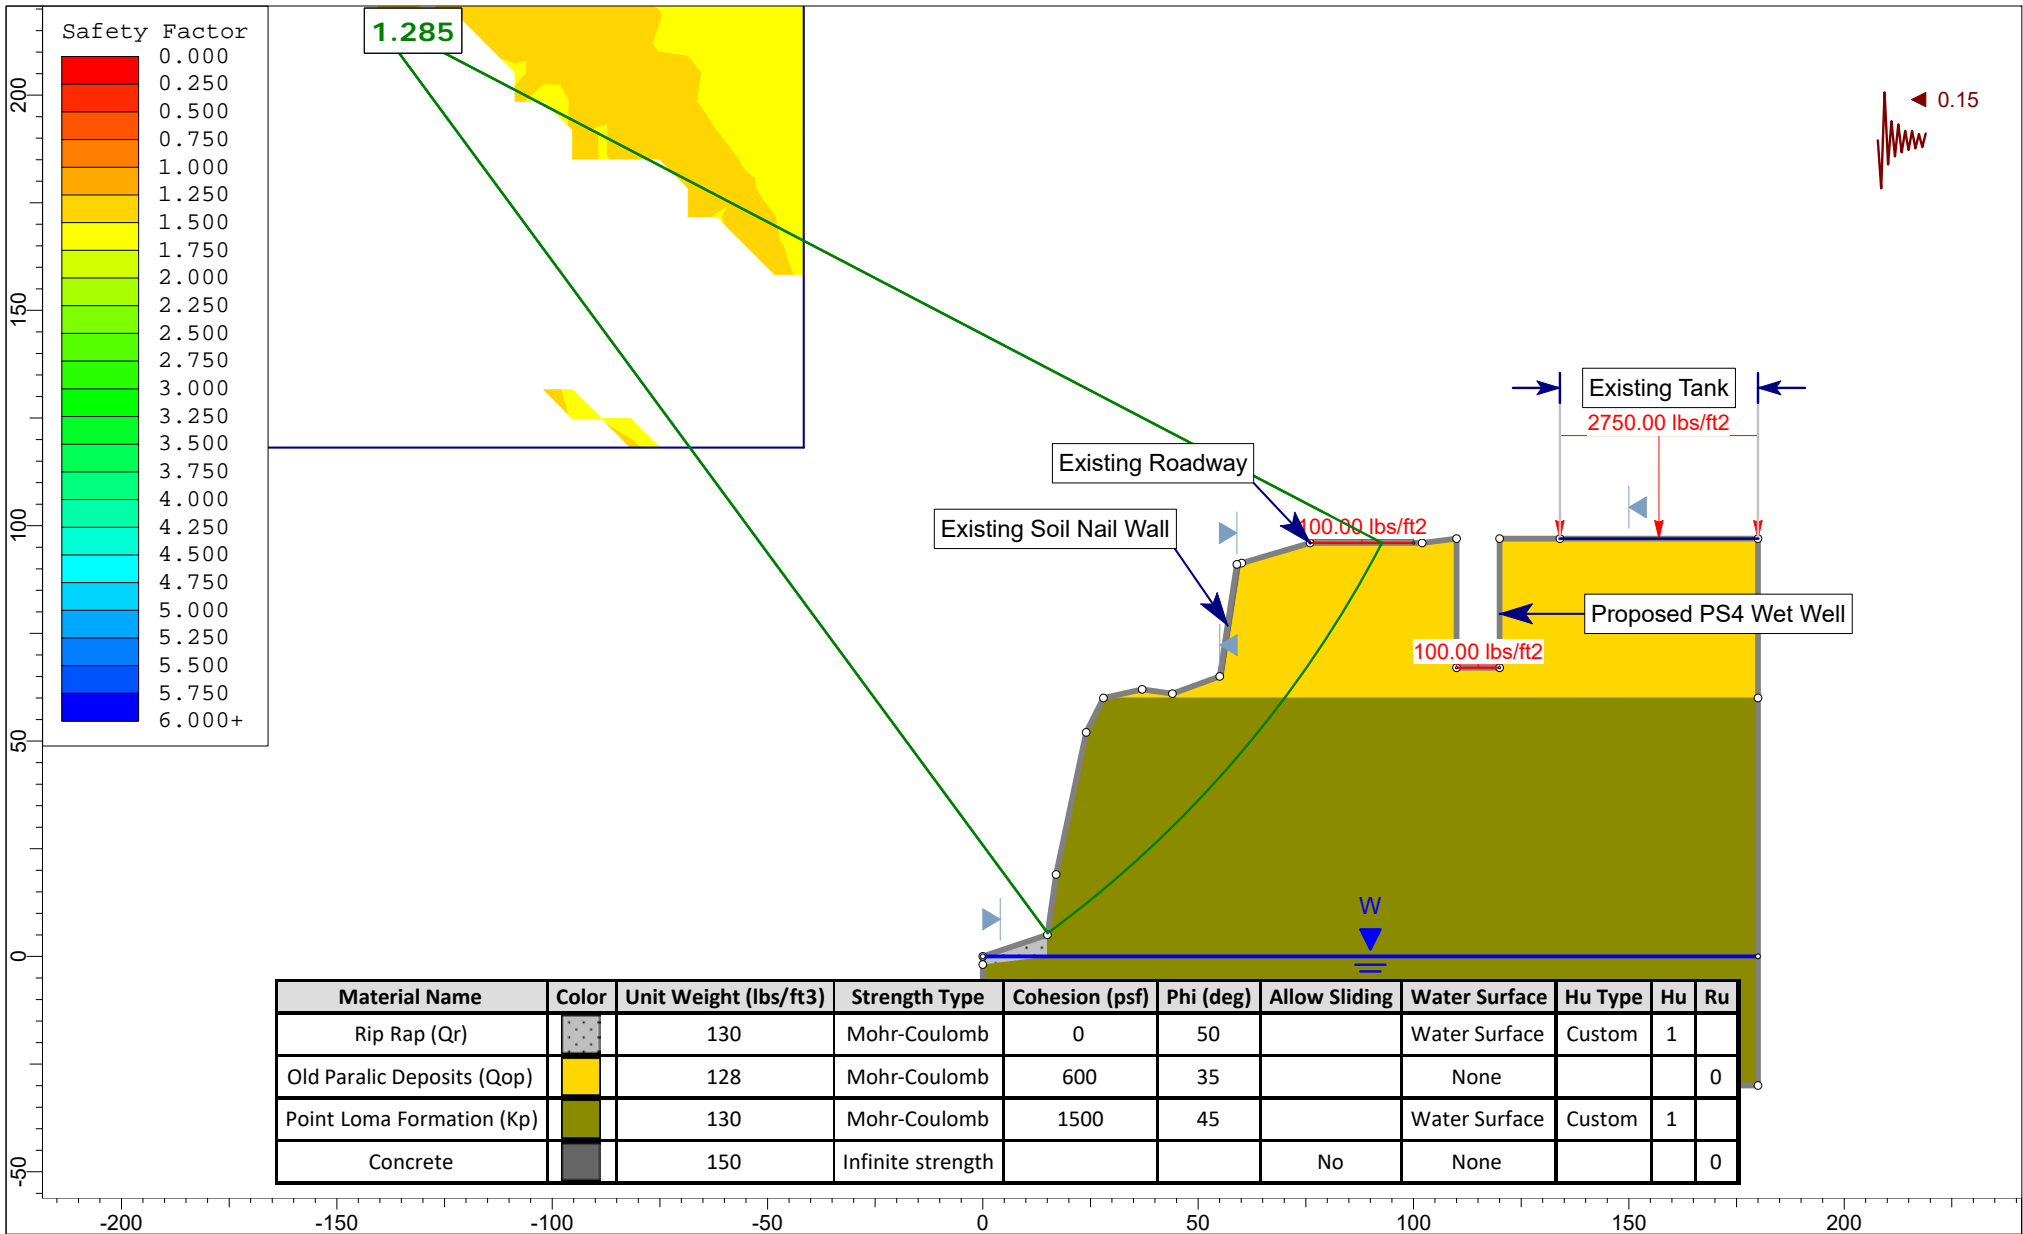 Safety Factor
0.000
0.250
0.500
0.750
1.000
1.250
1.500
1.750
2.000
2.250
2.500
2.750
3.000
3.250
3.500
3.750
4.000
4.250
4.500
4.750
5.000
5.250
5.500
5.750
6.000+
1.285
0.15
Existing Tank
2750.00 lbs/ft2
Existing Roadway
100.00 lbs/ft2
Existing Soil Nail Wall
Proposed PS4 Wet Well
100.00 lbs/ft2
W
Material Name Color Unit Weight (lbs/ft3) Strength Type Cohesion (psf) Phi (deg) Allow Sliding Water Surface Hu Type Hu Ru
Rip Rap (Qr) 130 Mohr-Coulomb 0 50 Water Surface Custom 1
Old Paralic Deposits (Qop) 128 Mohr-Coulomb 600 35 None 0
Point Loma Formation (Kp) 130 Mohr-Coulomb 1500 45 Water Surface Custom 1
Concrete 150 Infinite strength No None 0
200
150
100
50
0
-50
-200 -150 -100 -50 0 50 100 150 200